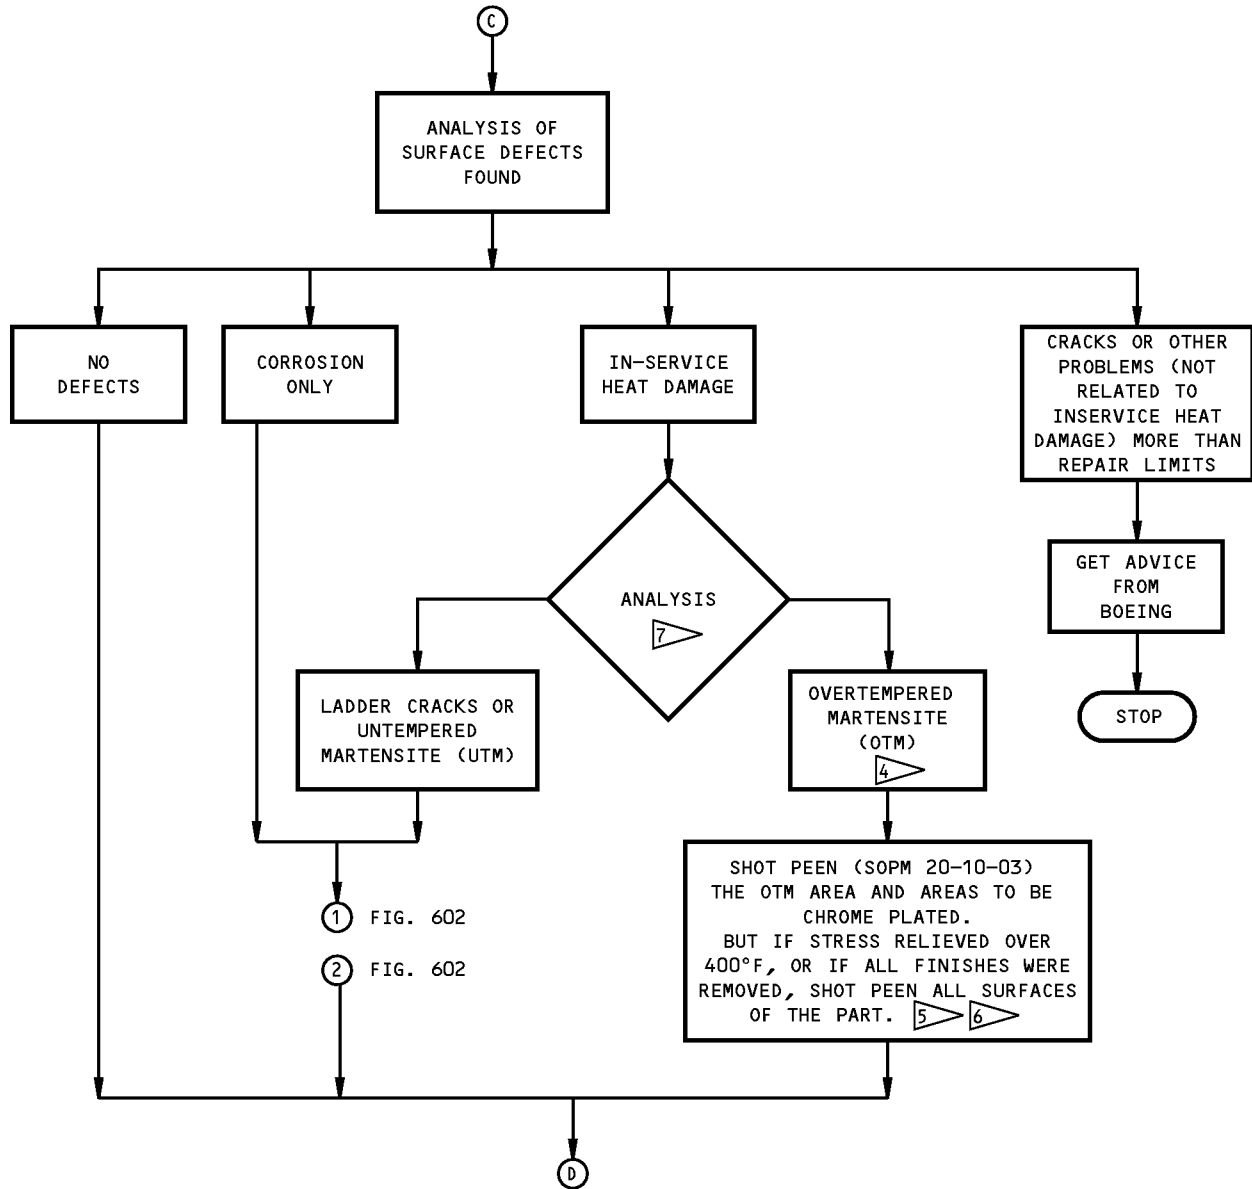 C
ANALYSIS OF
SURFACE DEFECTS
FOUND
NO
DEFECTS
CORROSION
ONLY
IN-SERVICE
HEAT DAMAGE
CRACKS OR OTHER
PROBLEMS (NOT
RELATED TO
INSERVICE HEAT
DAMAGE) MORE THAN
REPAIR LIMITS
ANALYSIS
7
GET ADVICE
FROM
BOEING
STOP
LADDER CRACKS OR
UNTEMPERED
MARTENSITE (UTM)
OVERTEMPERED
MARTENSITE
(OTM)
4
1 FIG. 602
2 FIG. 602
SHOT PEEN (SOPM 20-10-03)
THE OTM AREA AND AREAS TO BE
CHROME PLATED.
BUT IF STRESS RELIEVED OVER
400°F, OR IF ALL FINISHES WERE
REMOVED, SHOT PEEN ALL SURFACES
OF THE PART. 5 6
D